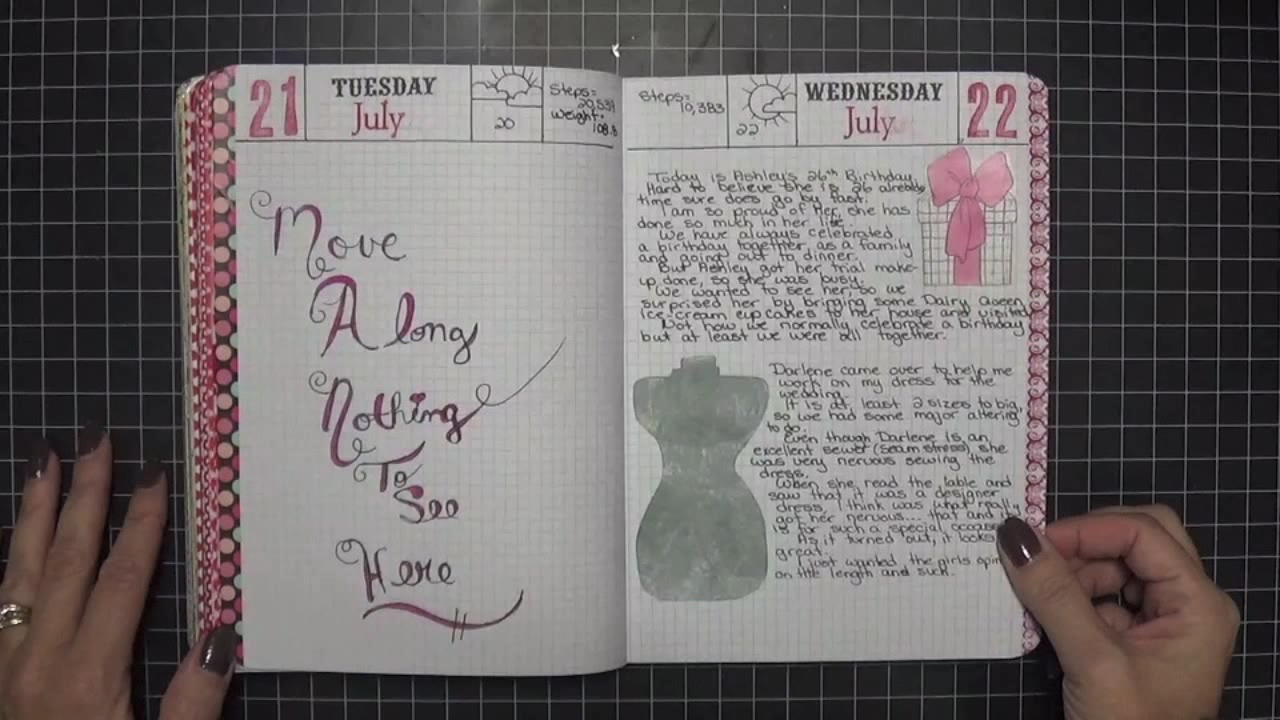 21
TUESDAY
July
20
Steps:
20,539
Weight:
108.8
Move
Along
Nothing
To
See
Here
Steps:
10,383
22
WEDNESDAY
July
22
Today is Ashley's 26th Birthday.
Hard to believe she is 26 already
time sure does go by fast.
I am so proud of Her, she has
done so much in her life.
We have always celebrated
a birthday together, as a family
and going out to dinner.
But Ashley got her trial make-
up done, so she was busy.
We wanted to see her, so we
surprised her by bringing some Dairy Queen
ice-cream cupcakes to her house and visited
Not how we normally celebrate a birthday
but at least we were all together.
Darlene came over to help me
work on my dress for the
wedding.
It is at least 2 sizes to big,
so we had some major altering
to do.
Even though Darlene is an
excellent sewer (seam stress) she
was very nervous sewing the
dress.
When she read the lable and
saw that it was a designer
dress, I think was what really
got her nervous... that and it
is for such a special
As it turned out, it looks
great.
I just wanted the girls
on the length and such.